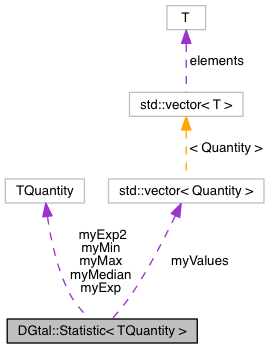 T
elements
std::vector< T >
< Quantity >
TQuantity
std::vector< Quantity >
myExp2
myMin
myMax
myMedian
myExp
myValues
DGtal::Statistic< TQuantity >